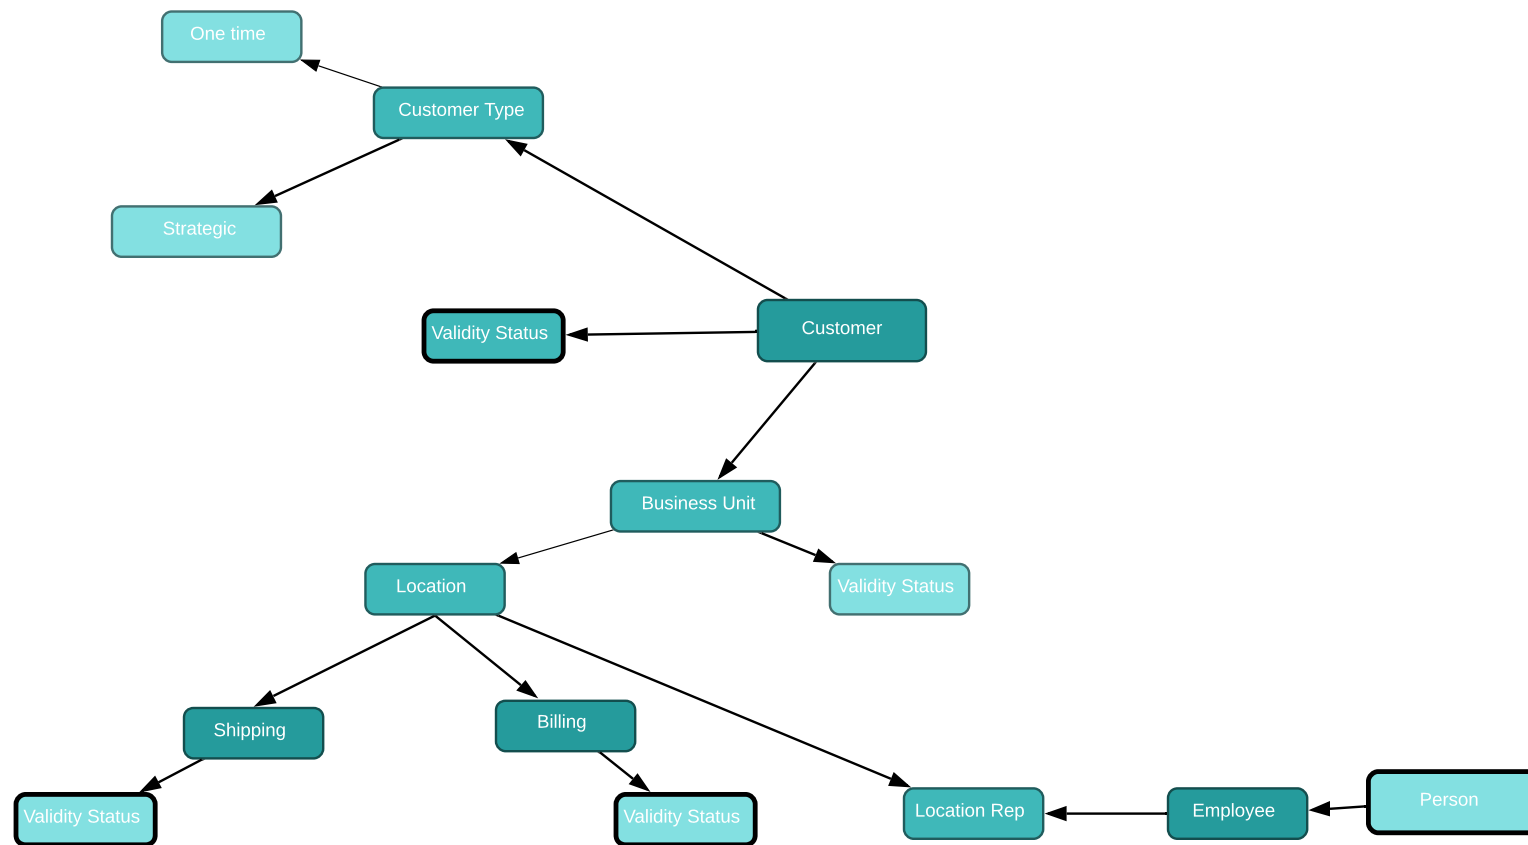 One time
Customer Type
Strategic
Customer
Validity Status
Business Unit
Location
Validity Status
Shipping
Billing
Validity Status
Validity Status
Location Rep
Employee
Person